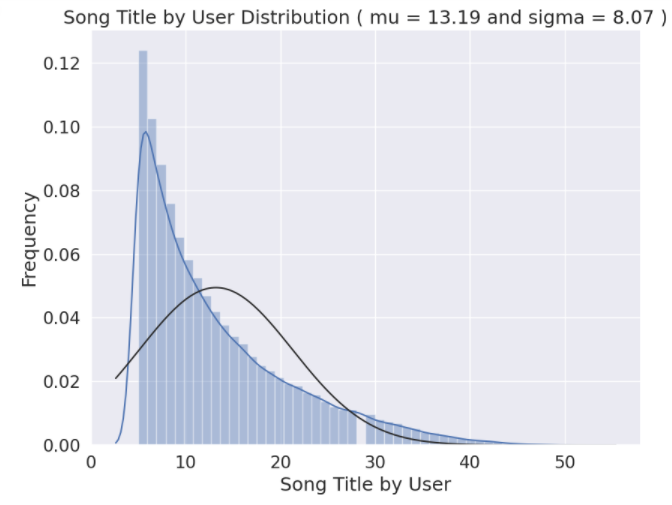 Song Title by User Distribution ( mu = 13.19 and sigma = 8.07 )
0.12
0.10
0.08
0.06
0.04
0.02
0.00
Frequency
0 10 20 30 40 50
Song Title by User